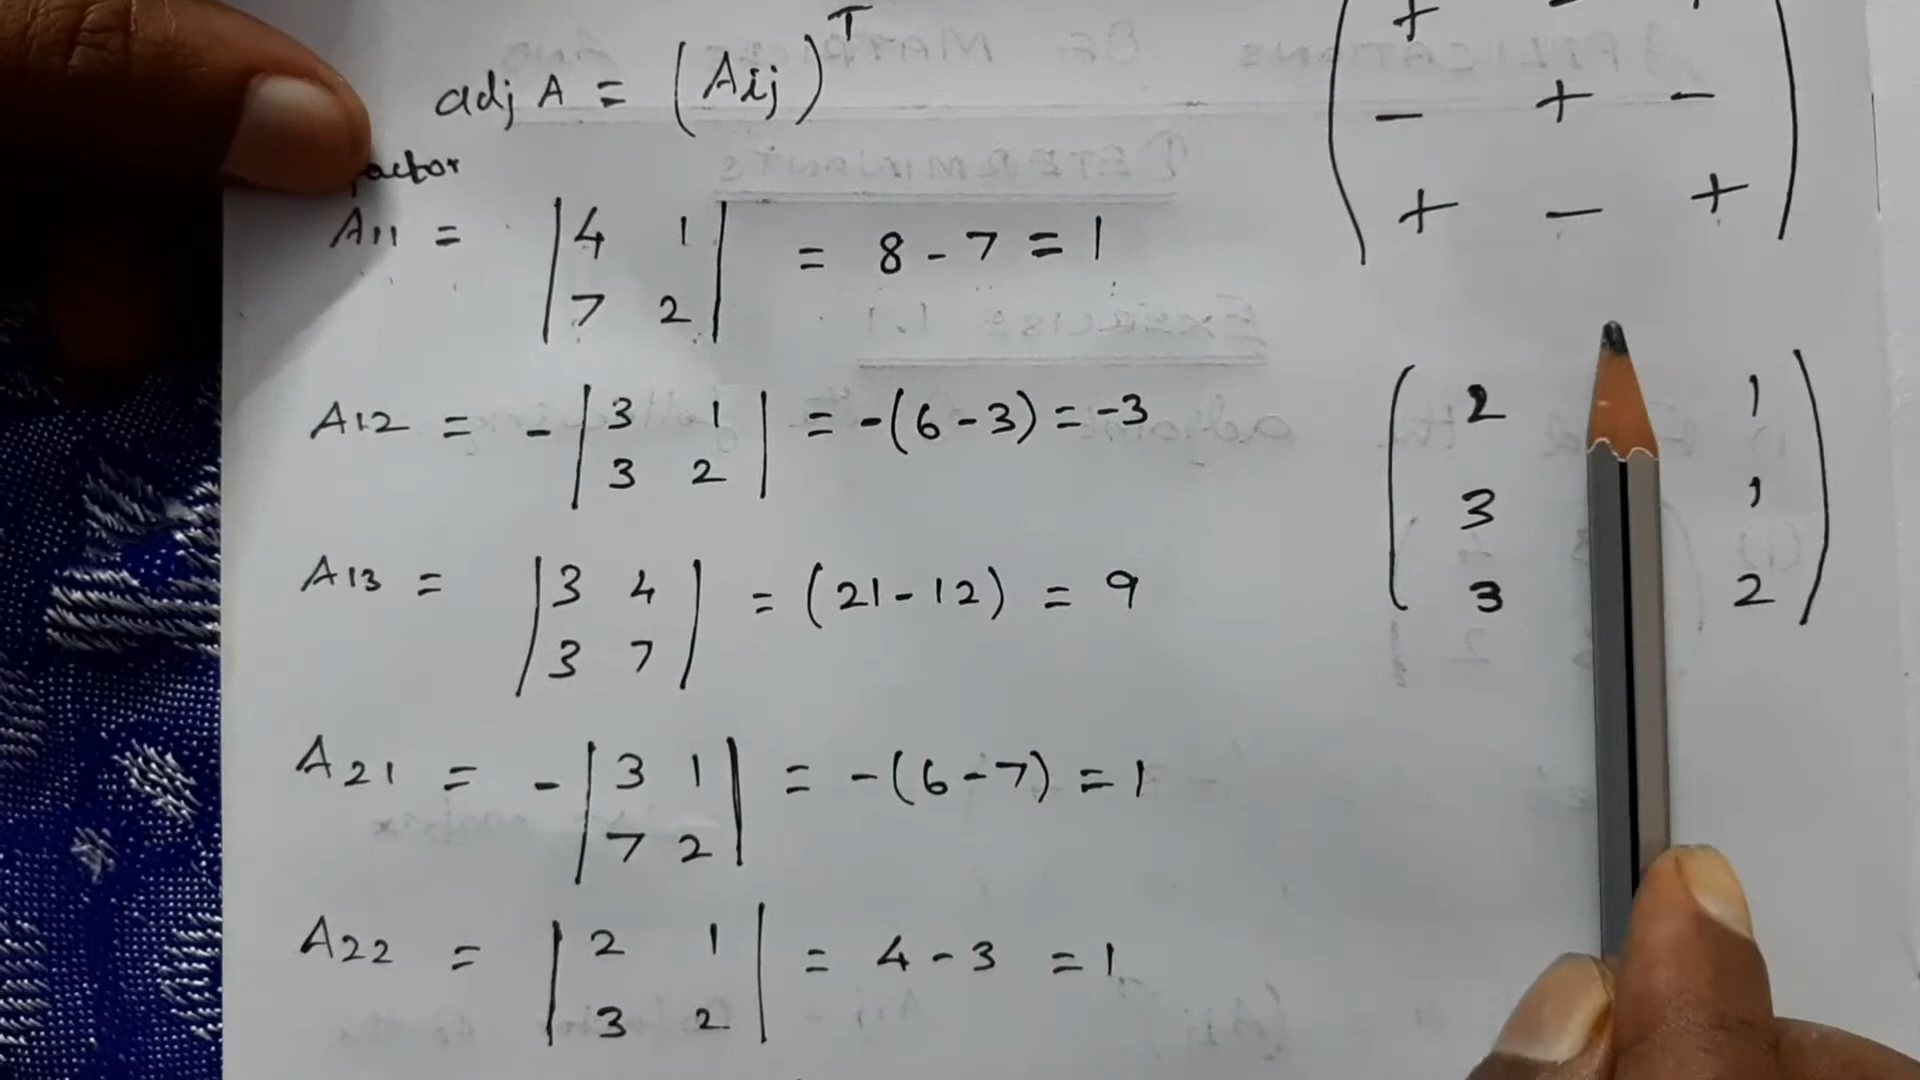 adj A = (Aij)ᵀ
actor
A11 = |4 1| = 8 - 7 = 1
|7 2|
A12 = - |3 1| = -(6 - 3) = -3
|3 2|
A13 = |3 4| = (21 - 12) = 9
|3 7|
A21 = - |3 1| = -(6 - 7) = 1
|7 2|
A22 = |2 1| = 4 - 3 = 1
|3 2|
+ -
- + -
+ - +
2 1
3 1
3 2